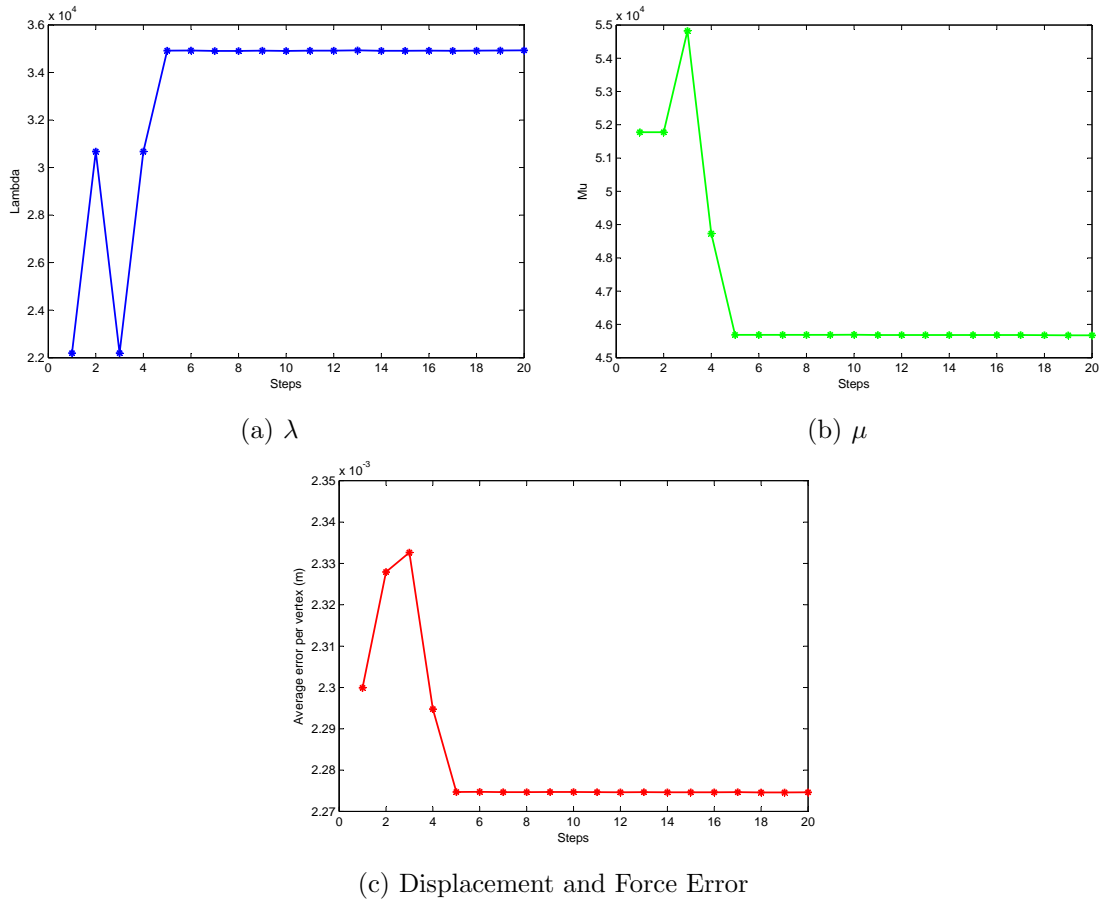 x 10^4
3.6
3.4
3.2
3
2.8
2.6
2.4
2.2
Lambda
0 2 4 6 8 10 12 14 16 18 20
Steps
(a) λ
x 10^4
5.5
5.4
5.3
5.2
5.1
5
4.9
4.8
4.7
4.6
4.5
Mu
0 2 4 6 8 10 12 14 16 18 20
Steps
(b) μ
x 10^-3
2.35
2.34
2.33
2.32
2.31
2.3
2.29
2.28
2.27
Average error per vertex (m)
0 2 4 6 8 10 12 14 16 18 20
Steps
(c) Displacement and Force Error